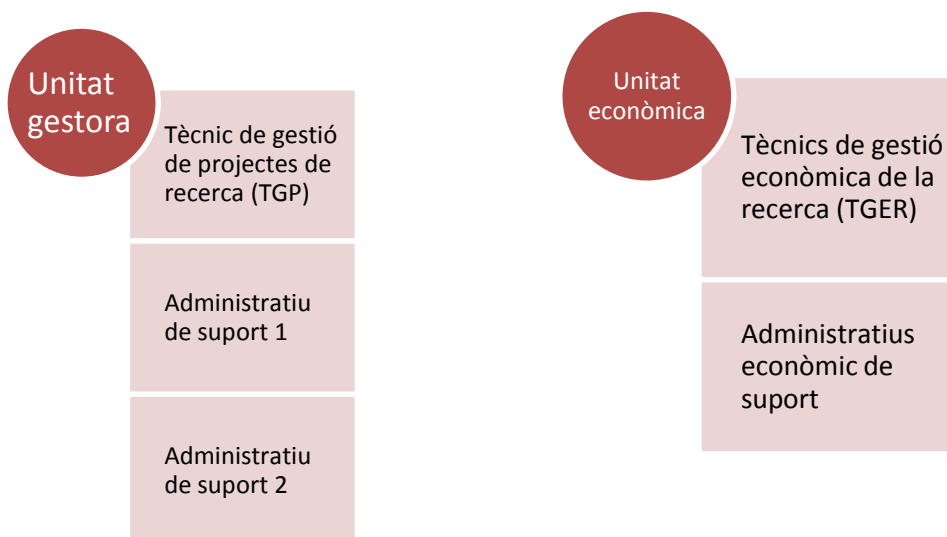 Unitat
gestora
Tècnic de gestió
de projectes de
recerca (TGP)
Administratiu
de suport 1
Administratiu
de suport 2
Unitat
econòmica
Tècnics de gestió
econòmica de la
recerca (TGER)
Administratius
econòmic de
suport